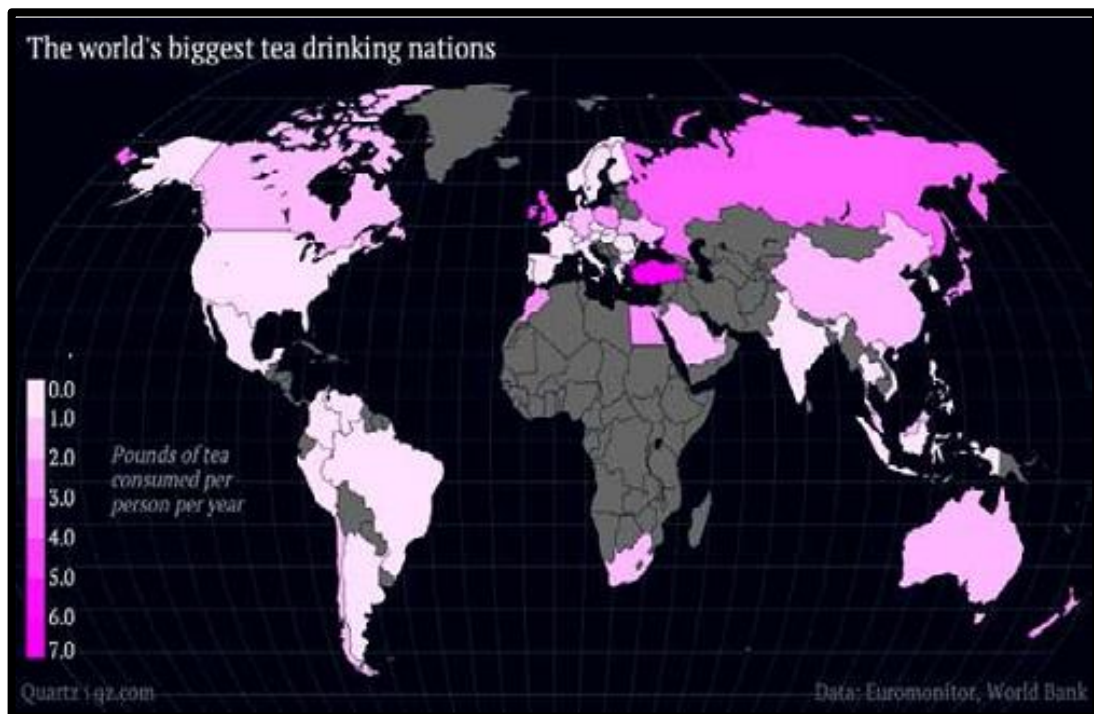 The world's biggest tea drinking nations
0.0
1.0
2.0
3.0
4.0
5.0
6.0
7.0
Pounds of tea
consumed per
person per year
Quartz | qz.com
Data: Euromonitor, World Bank